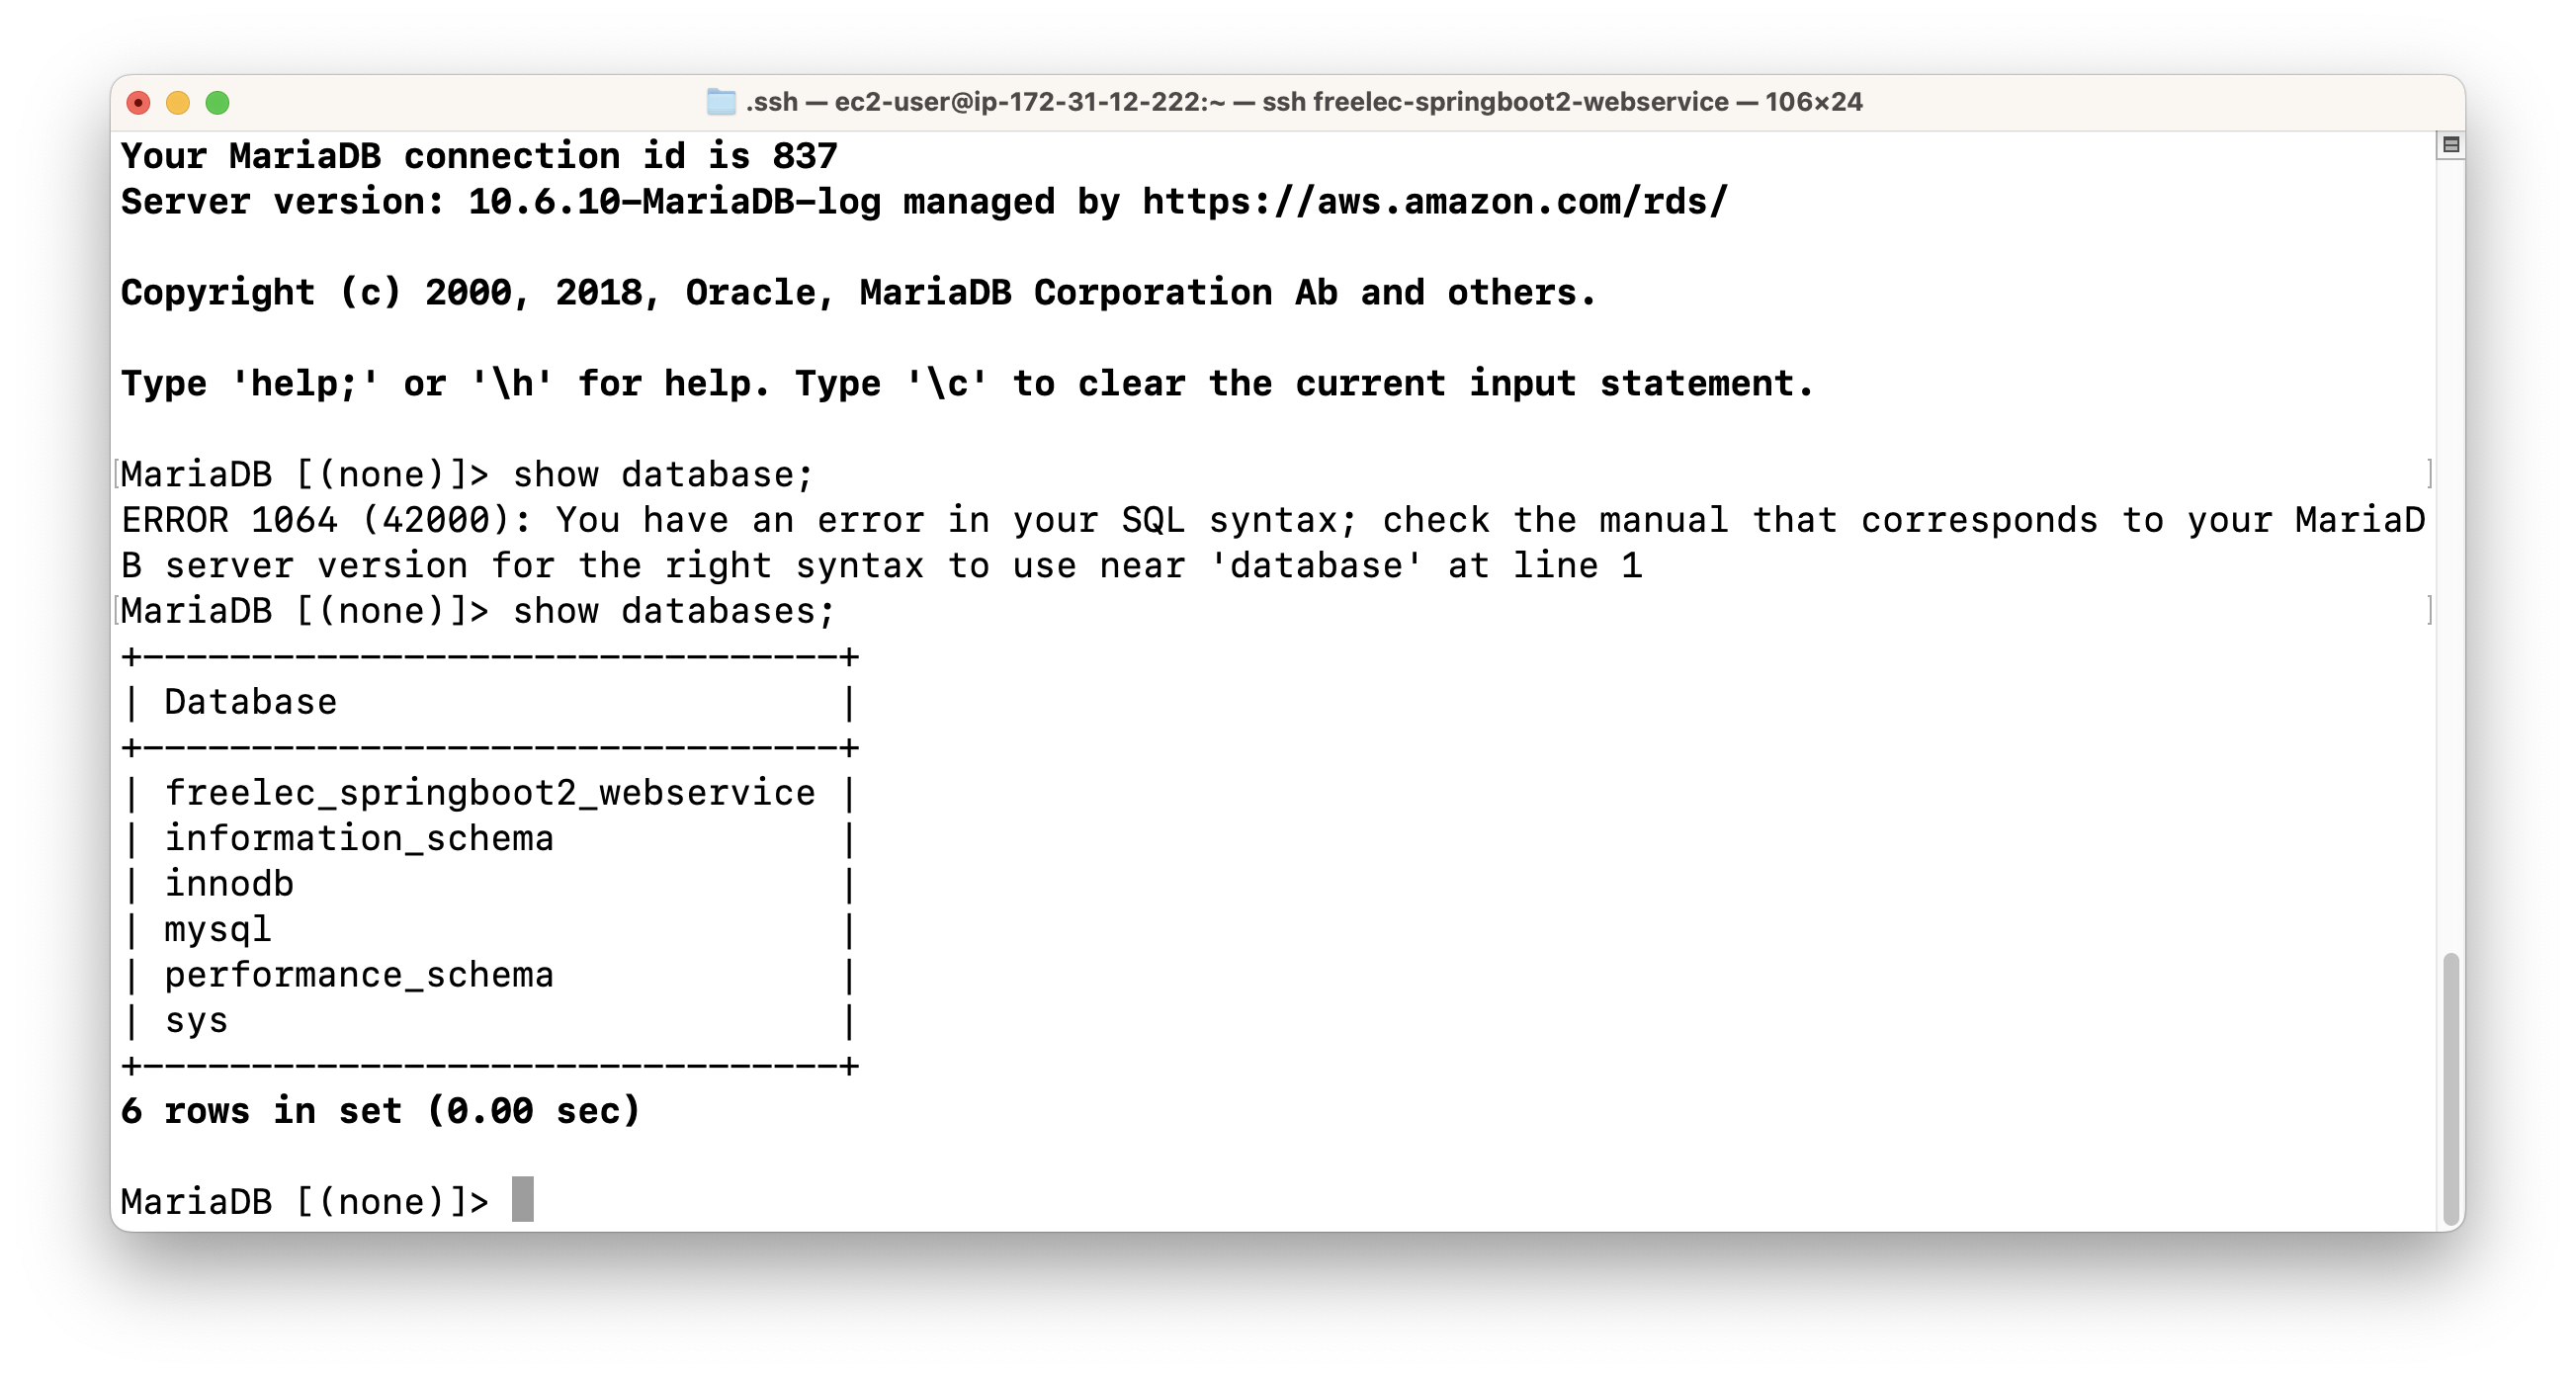 .ssh — ec2-user@ip-172-31-12-222:~ — ssh freelec-springboot2-webservice — 106×24
Your MariaDB connection id is 837
Server version: 10.6.10-MariaDB-log managed by https://aws.amazon.com/rds/
Copyright (c) 2000, 2018, Oracle, MariaDB Corporation Ab and others.
Type 'help;' or '\h' for help. Type '\c' to clear the current input statement.
[MariaDB [(none)]> show database; ]
ERROR 1064 (42000): You have an error in your SQL syntax; check the manual that corresponds to your MariaD
B server version for the right syntax to use near 'database' at line 1
[MariaDB [(none)]> show databases; ]
+--------------------------------+
| Database                       |
+--------------------------------+
| freelec_springboot2_webservice |
| information_schema             |
| innodb                         |
| mysql                          |
| performance_schema             |
| sys                            |
+--------------------------------+
6 rows in set (0.00 sec)
MariaDB [(none)]>